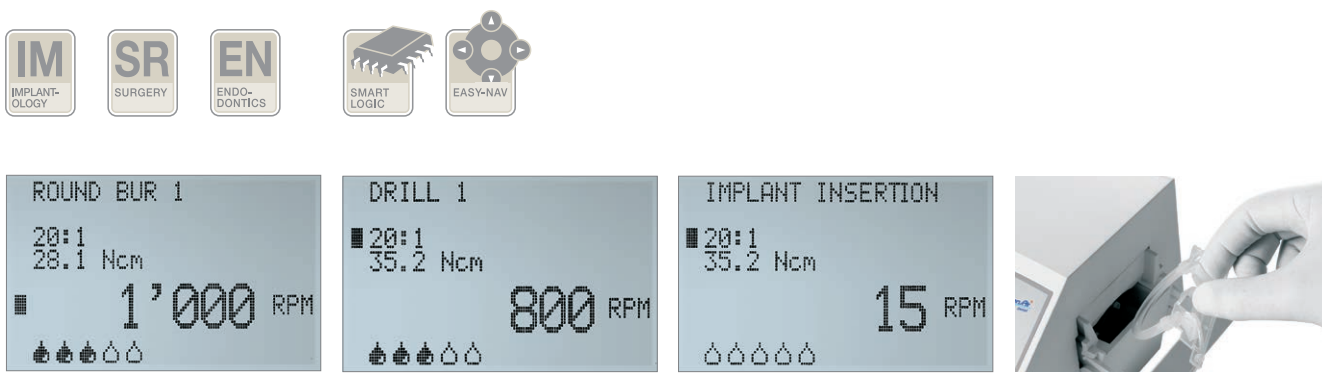 IM
IMPLANT-
OLOGY
SR
SURGERY
EN
ENDO-
DONTICS
SMART
LOGIC
EASY-NAV
ROUND BUR 1
20:1
28.1 Ncm
1’000 RPM
DRILL 1
20:1
35.2 Ncm
800 RPM
IMPLANT INSERTION
20:1
35.2 Ncm
15 RPM